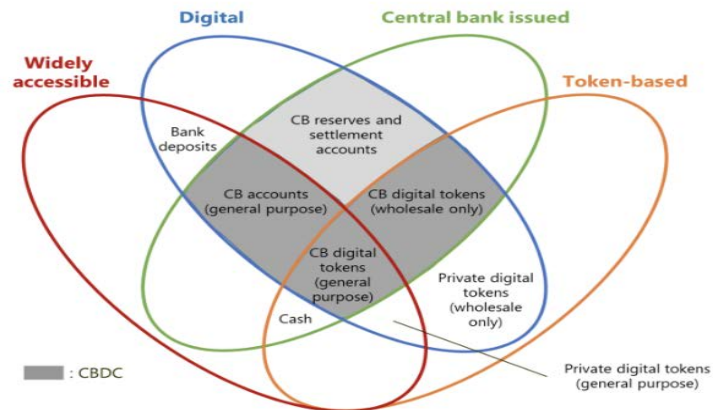 Digital
Central bank issued
Widely
accessible
Token-based
Bank
deposits
CB reserves and
settlement
accounts
CB accounts
(general purpose)
CB digital tokens
(wholesale only)
CB digital
tokens
(general
purpose)
Private digital
tokens
(wholesale
only)
Cash
Private digital tokens
(general purpose)
: CBDC